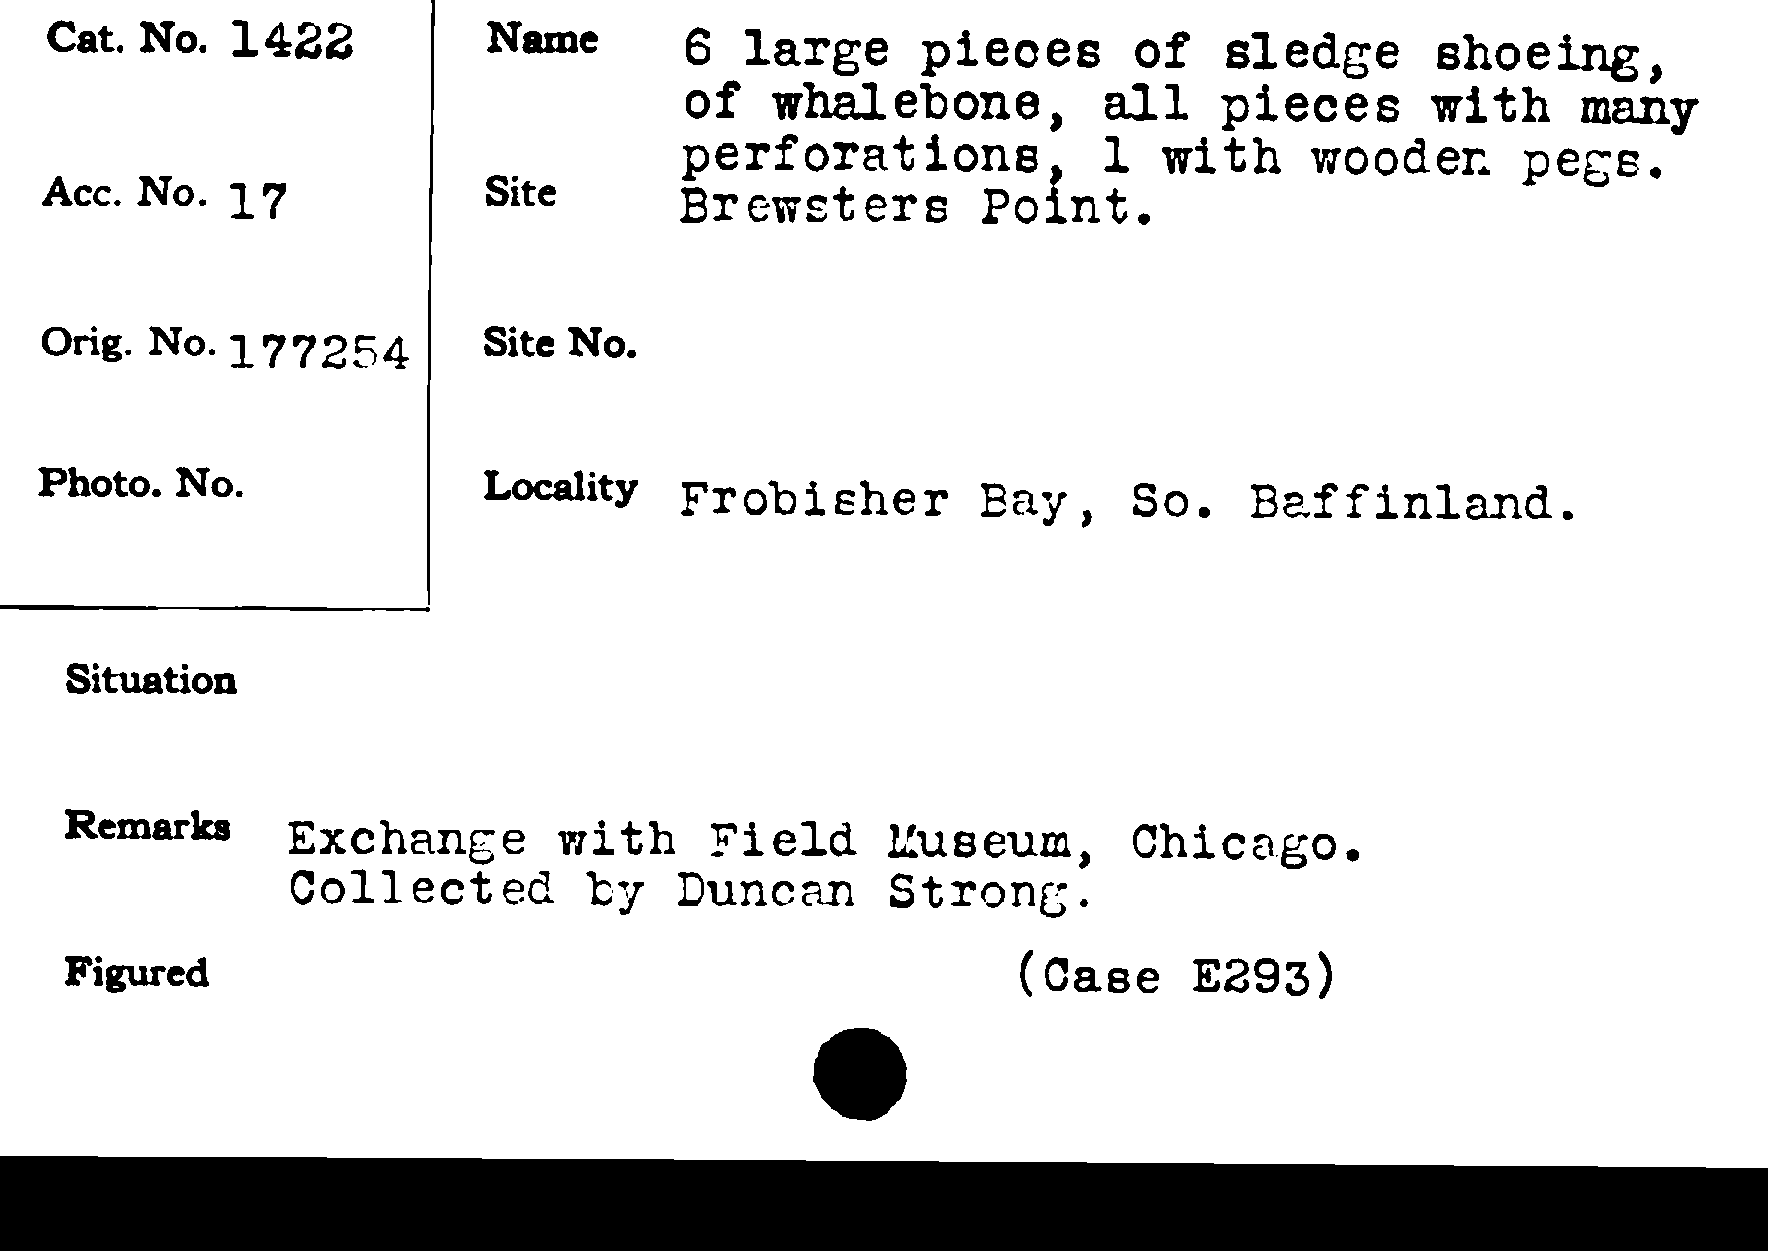 Cat. No. 1422
Name 6 large pieces of sledge shoeing,
of whalebone, all pieces with many
perforations, 1 with wooden pegs.
Acc. No. 17
Site Brewsters Point.
Orig. No. 177254
Site No.
Photo. No.
Locality Frobisher Bay, So. Baffinland.
Situation
Remarks Exchange with Field Museum, Chicago.
Collected by Duncan Strong.
Figured (Case E293)